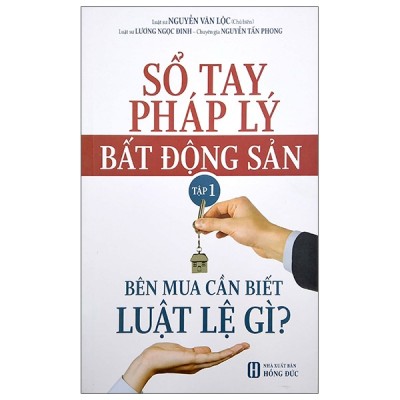 Luật sư NGUYỄN VĂN LỘC (Chủ biên)
Luật sư LƯƠNG NGỌC ĐINH – Chuyên gia NGUYỄN TẤN PHONG
SỔ TAY
PHÁP LÝ
BẤT ĐỘNG SẢN
TẬP 1
BÊN MUA CẦN BIẾT
LUẬT LỆ GÌ?
NHÀ XUẤT BẢN
HỒNG ĐỨC